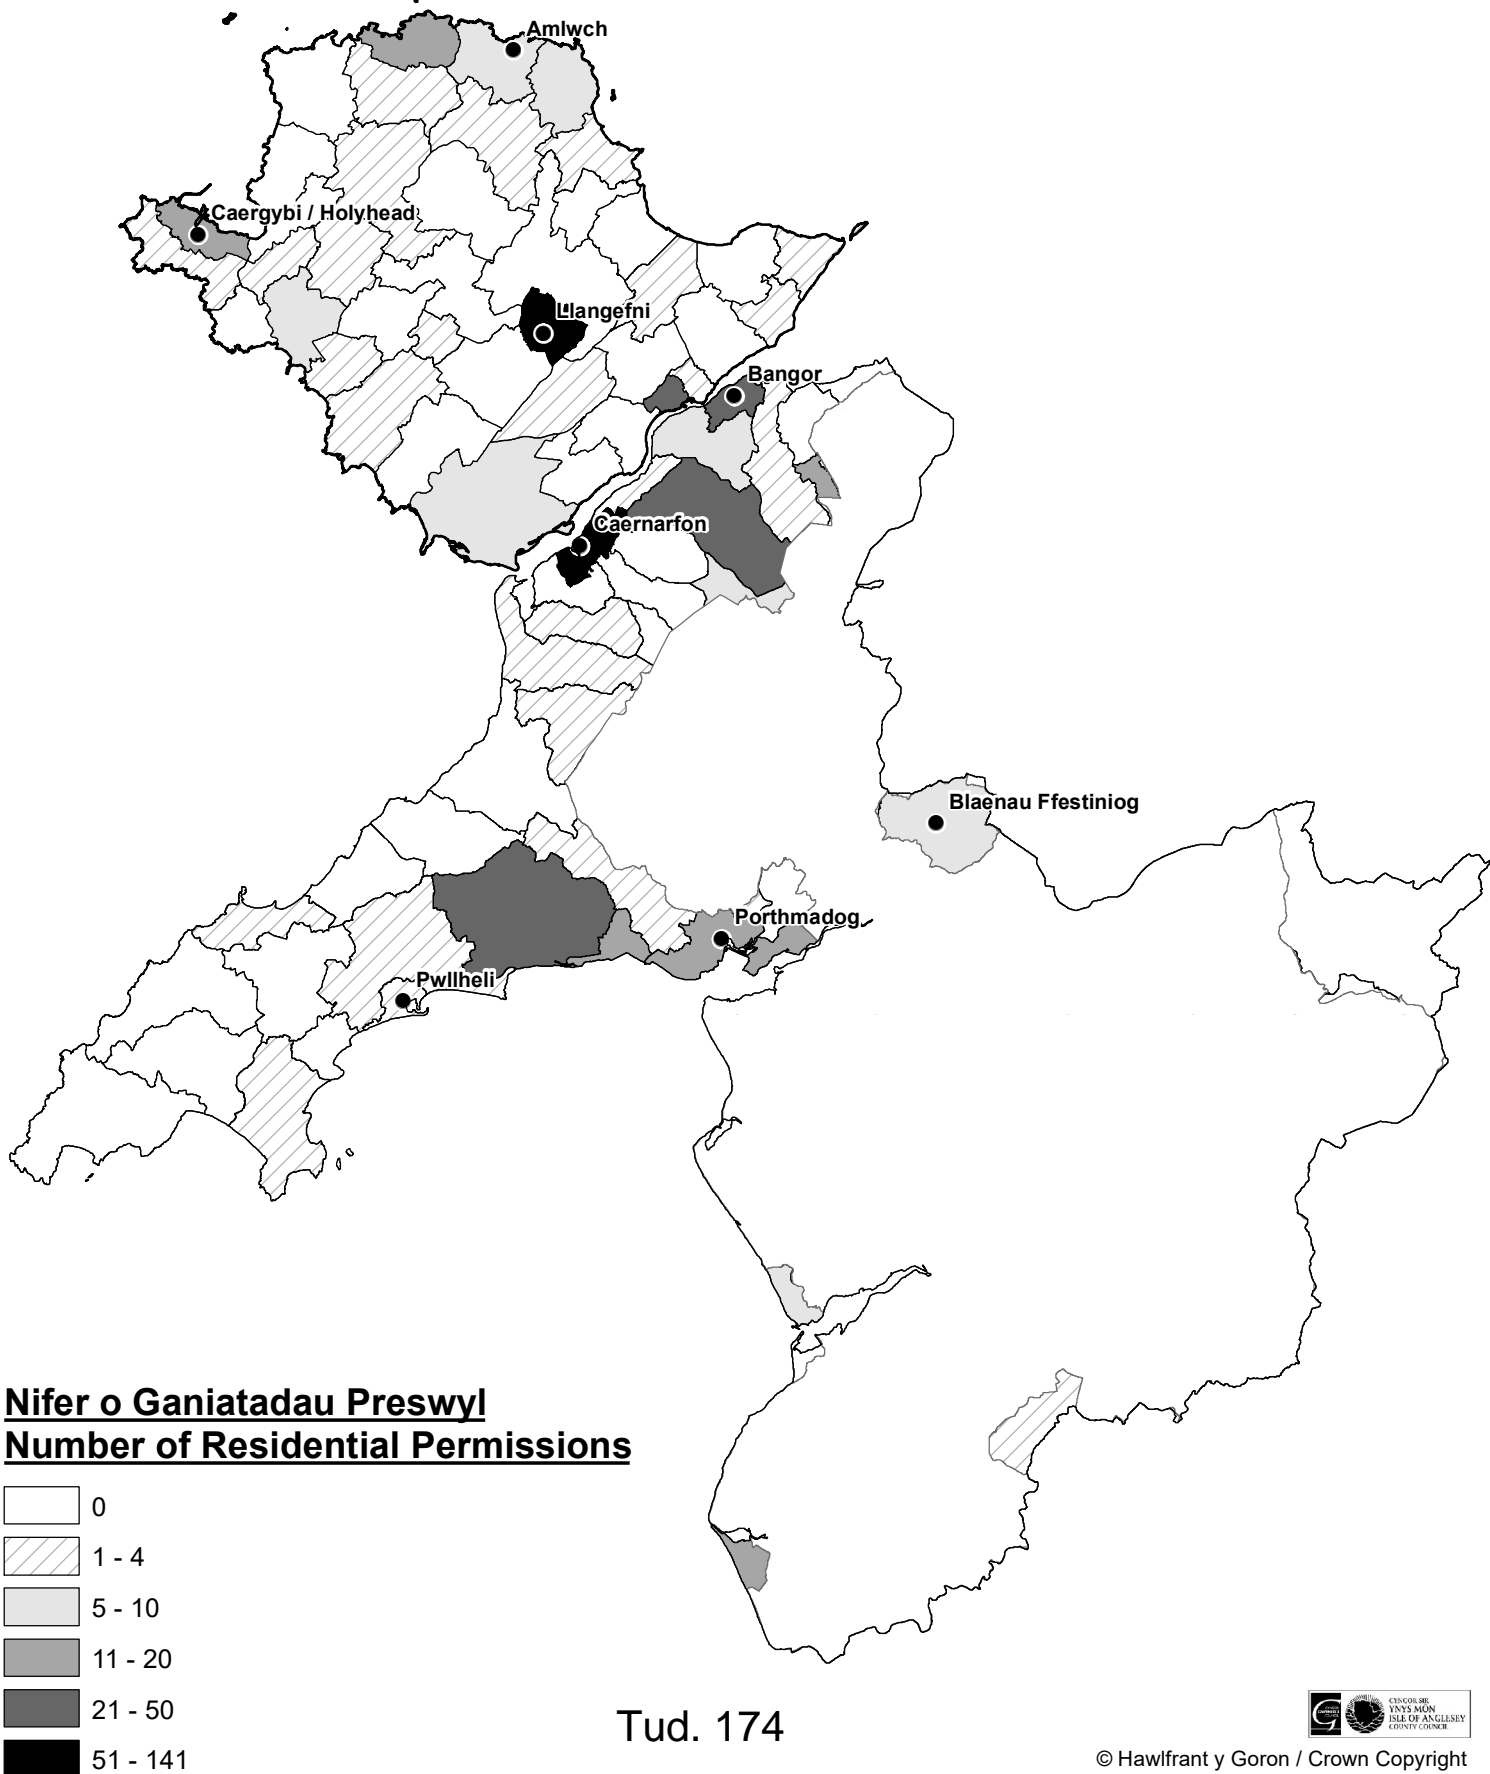 Amlwch
Caergybi / Holyhead
Llangefni
Bangor
Caernarfon
Blaenau Ffestiniog
Porthmadog
Pwllheli
Nifer o Ganiatadau Preswyl
Number of Residential Permissions
0
1 - 4
5 - 10
11 - 20
21 - 50
51 - 141
Tud. 174
CYNGOR SIR
YNYS MÔN
ISLE OF ANGLESEY
COUNTY COUNCIL
© Hawlfrant y Goron / Crown Copyright